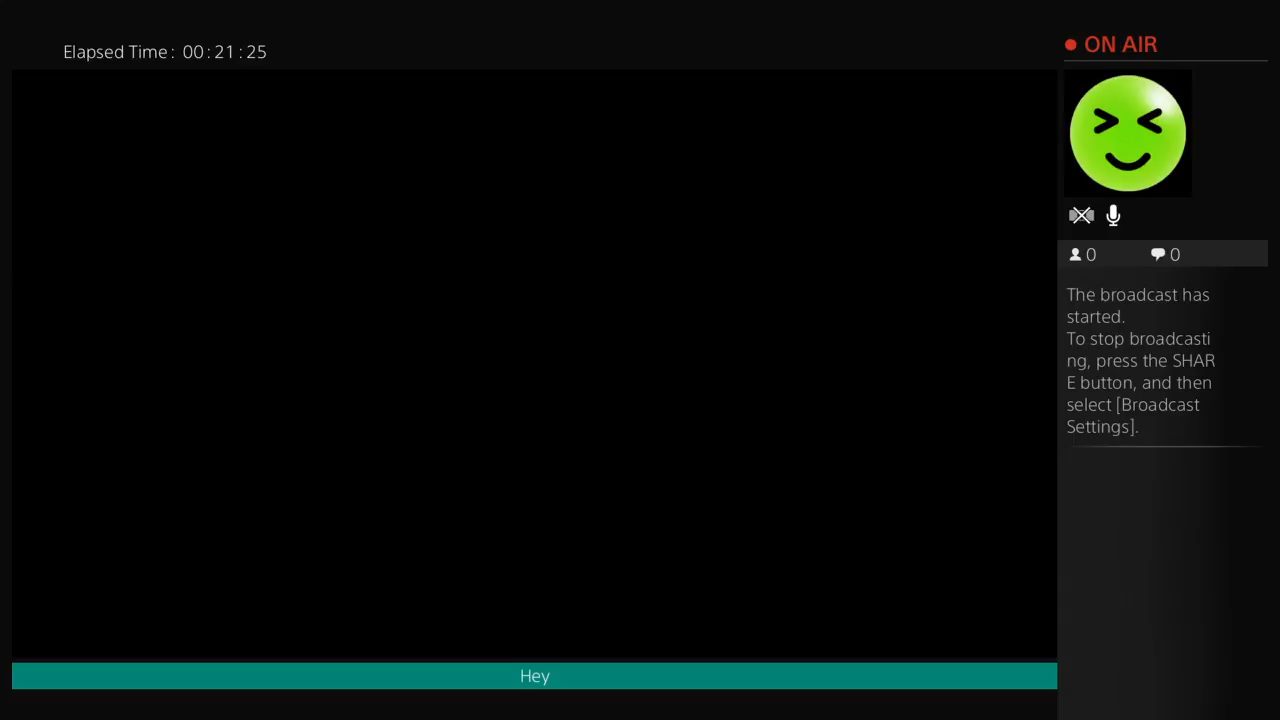 Elapsed Time: 00:21:25
ON AIR
0 0
The broadcast has
started.
To stop broadcasti
ng, press the SHAR
E button, and then
select [Broadcast
Settings].
Hey